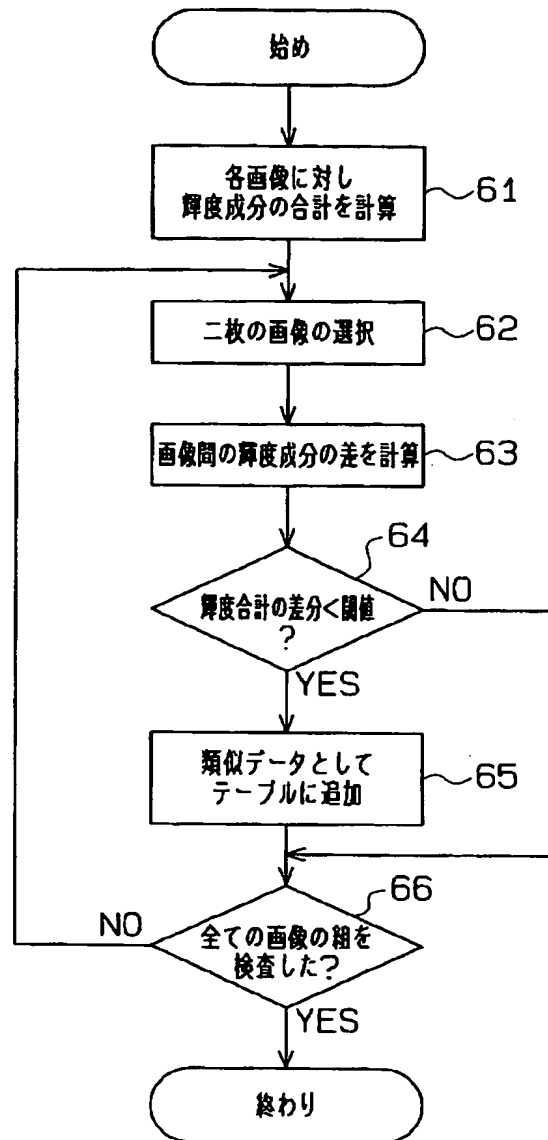 始め
各画像に対し
輝度成分の合計を計算
61
二枚の画像の選択
62
画像間の輝度成分の差を計算
63
64
輝度合計の差分<閾値
?
NO
YES
類似データとして
テーブルに追加
65
66
NO
全ての画像の組を
検査した?
YES
終わり